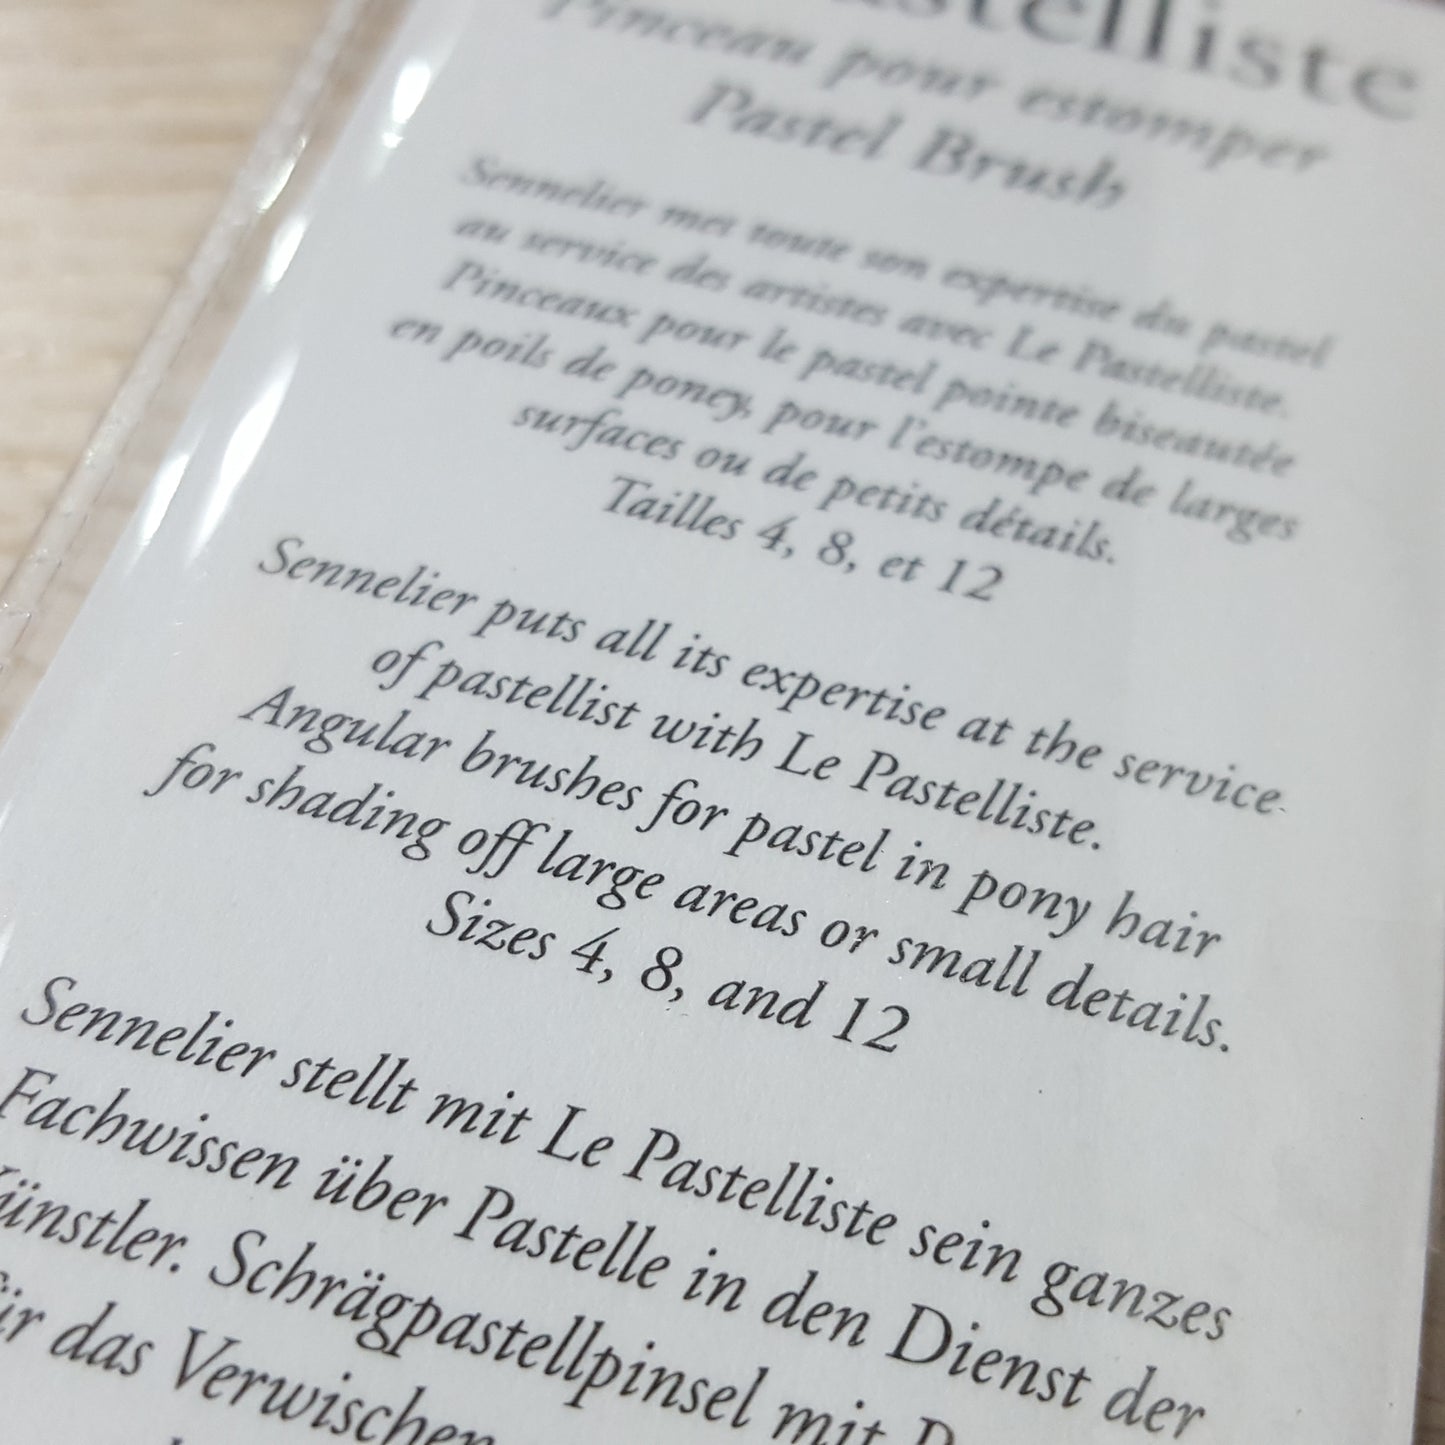 Pastelliste
Pinceau pour estomper
Pastel Brush
Sennelier met toute son expertise du pastel
au service des artistes avec Le Pastelliste.
Pinceaux pour le pastel pointe biseautée
en poils de poney, pour l'estompe de larges
surfaces ou de petits détails.
Tailles 4, 8, et 12
Sennelier puts all its expertise at the service
of pastellist with Le Pastelliste.
Angular brushes for pastel in pony hair
for shading off large areas or small details.
Sizes 4, 8, and 12
Sennelier stellt mit Le Pastelliste sein ganzes
Fachwissen über Pastelle in den Dienst der
Künstler. Schrägpastellpinsel mit
für das Verwischen